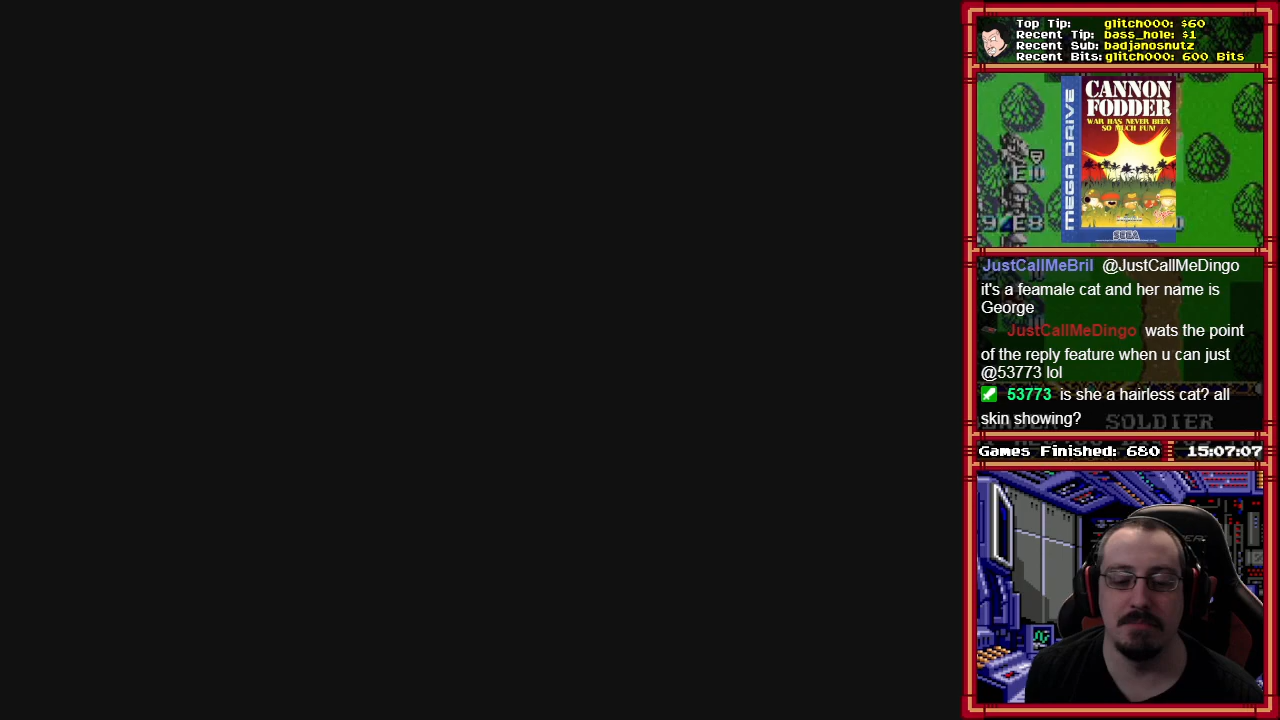 Top Tip: glitch000: $60
Recent Tip: bass_hole: $1
Recent Sub: badjanosnutz
Recent Bits: glitch000: 600 Bits
MEGA DRIVE
CANNON
FODDER
WAR HAS NEVER BEEN
SO MUCH FUN!
SEGA
E10
E8
JustCallMeBril @JustCallMeDingo
it's a feamale cat and her name is
George
JustCallMeDingo wats the point
of the reply feature when u can just
@53773 lol
53773 is she a hairless cat? all
skin showing?
SOLDIER
Games Finished: 680 15:07:07